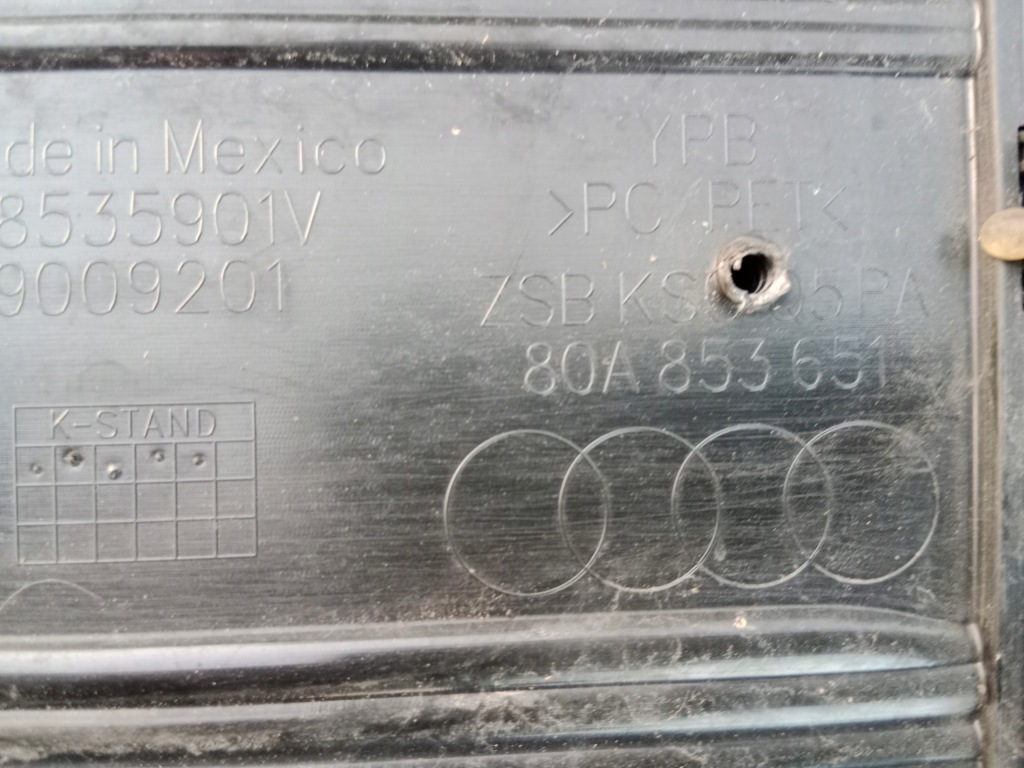 de in Mexico
8535901V
9009201
K-STAND
YPB
>PC/PET<
ZSB
80A 853 651